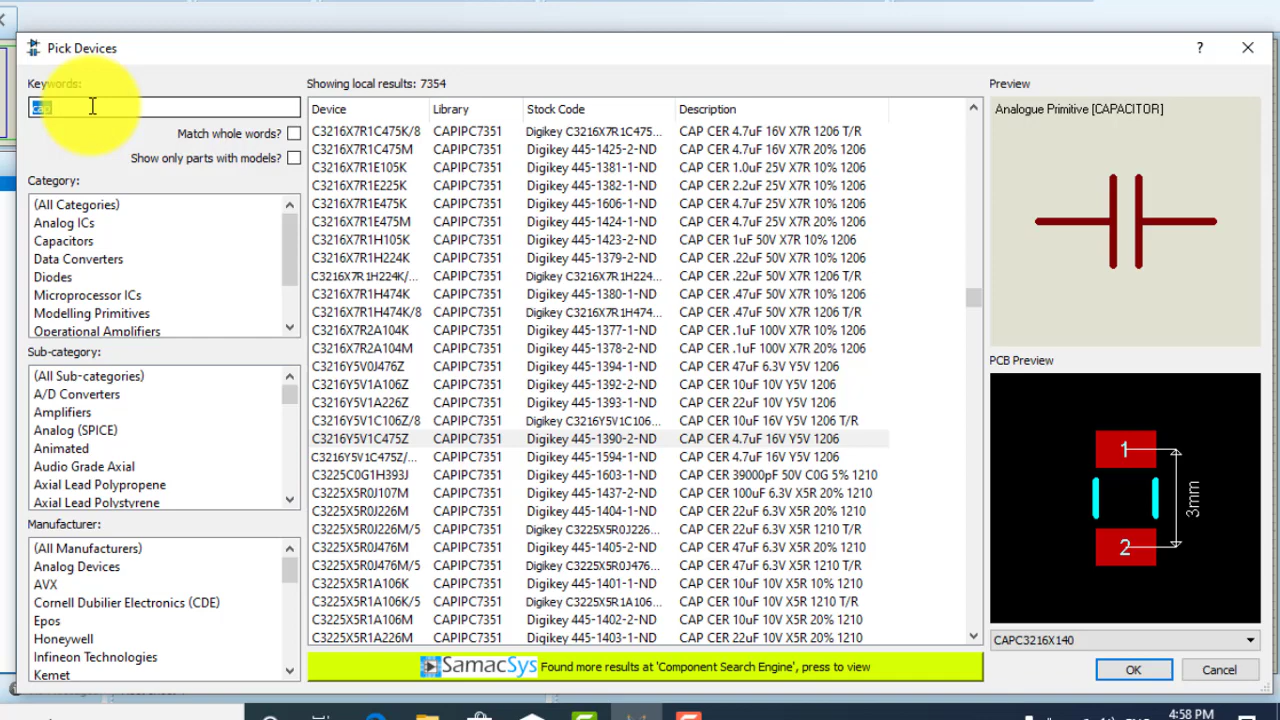 Pick Devices
?
Keywords:
cap
Match whole words?
Show only parts with models?
Category:
(All Categories)
Analog ICs
Capacitors
Data Converters
Diodes
Microprocessor ICs
Modelling Primitives
Operational Amplifiers
Sub-category:
(All Sub-categories)
A/D Converters
Amplifiers
Analog (SPICE)
Animated
Audio Grade Axial
Axial Lead Polypropene
Axial Lead Polystyrene
Manufacturer:
(All Manufacturers)
Analog Devices
AVX
Cornell Dubilier Electronics (CDE)
Epos
Honeywell
Infineon Technologies
Kemet
Showing local results: 7354
Device Library Stock Code Description
C3216X7R1C475K/8 CAPIPC7351 Digikey C3216X7R1C475... CAP CER 4.7uF 16V X7R 1206 T/R
C3216X7R1C475M CAPIPC7351 Digikey 445-1425-2-ND CAP CER 4.7uF 16V X7R 20% 1206
C3216X7R1E105K CAPIPC7351 Digikey 445-1381-1-ND CAP CER 1.0uF 25V X7R 10% 1206
C3216X7R1E225K CAPIPC7351 Digikey 445-1382-1-ND CAP CER 2.2uF 25V X7R 10% 1206
C3216X7R1E475K CAPIPC7351 Digikey 445-1606-1-ND CAP CER 4.7uF 25V X7R 10% 1206
C3216X7R1E475M CAPIPC7351 Digikey 445-1424-1-ND CAP CER 4.7uF 25V X7R 20% 1206
C3216X7R1H105K CAPIPC7351 Digikey 445-1423-2-ND CAP CER 1uF 50V X7R 10% 1206
C3216X7R1H224K CAPIPC7351 Digikey 445-1379-2-ND CAP CER .22uF 50V X7R 10% 1206
C3216X7R1H224K/... CAPIPC7351 Digikey C3216X7R1H224... CAP CER .22uF 50V X7R 1206 T/R
C3216X7R1H474K CAPIPC7351 Digikey 445-1380-1-ND CAP CER .47uF 50V X7R 10% 1206
C3216X7R1H474K/8 CAPIPC7351 Digikey C3216X7R1H474... CAP CER .47uF 50V X7R 1206 T/R
C3216X7R2A104K CAPIPC7351 Digikey 445-1377-1-ND CAP CER .1uF 100V X7R 10% 1206
C3216X7R2A104M CAPIPC7351 Digikey 445-1378-2-ND CAP CER .1uF 100V X7R 20% 1206
C3216Y5V0J476Z CAPIPC7351 Digikey 445-1394-1-ND CAP CER 47uF 6.3V Y5V 1206
C3216Y5V1A106Z CAPIPC7351 Digikey 445-1392-2-ND CAP CER 10uF 10V Y5V 1206
C3216Y5V1A226Z CAPIPC7351 Digikey 445-1393-1-ND CAP CER 22uF 10V Y5V 1206
C3216Y5V1C106Z/8 CAPIPC7351 Digikey C3216Y5V1C106... CAP CER 10uF 16V Y5V 1206 T/R
C3216Y5V1C475Z CAPIPC7351 Digikey 445-1390-2-ND CAP CER 4.7uF 16V Y5V 1206
C3216Y5V1C475Z/... CAPIPC7351 Digikey 445-1594-1-ND CAP CER 4.7uF 16V Y5V 1206
C3225C0G1H393J CAPIPC7351 Digikey 445-1603-1-ND CAP CER 39000pF 50V C0G 5% 1210
C3225X5R0J107M CAPIPC7351 Digikey 445-1437-2-ND CAP CER 100uF 6.3V X5R 20% 1210
C3225X5R0J226M CAPIPC7351 Digikey 445-1404-1-ND CAP CER 22uF 6.3V X5R 20% 1210
C3225X5R0J226M/5 CAPIPC7351 Digikey C3225X5R0J226... CAP CER 22uF 6.3V X5R 1210 T/R
C3225X5R0J476M CAPIPC7351 Digikey 445-1405-2-ND CAP CER 47uF 6.3V X5R 20% 1210
C3225X5R0J476M/5 CAPIPC7351 Digikey C3225X5R0J476... CAP CER 47uF 6.3V X5R 1210 T/R
C3225X5R1A106K CAPIPC7351 Digikey 445-1401-1-ND CAP CER 10uF 10V X5R 10% 1210
C3225X5R1A106K/5 CAPIPC7351 Digikey C3225X5R1A106... CAP CER 10uF 10V X5R 1210 T/R
C3225X5R1A106M CAPIPC7351 Digikey 445-1402-2-ND CAP CER 10uF 10V X5R 20% 1210
C3225X5R1A226M CAPIPC7351 Digikey 445-1403-1-ND CAP CER 22uF 10V X5R 20% 1210
SamacSys Found more results at 'Component Search Engine', press to view
Preview
Analogue Primitive [CAPACITOR]
PCB Preview
1
2
3mm
CAPC3216X140
OK Cancel
4:58 PM